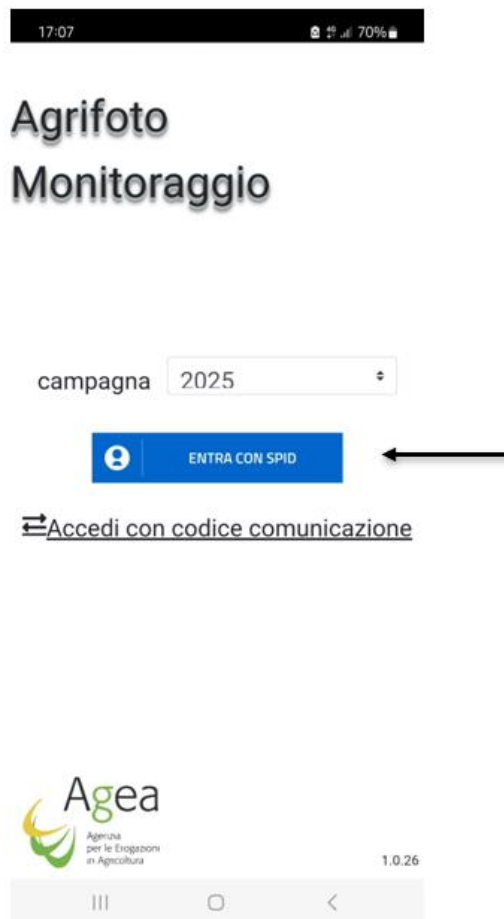 17:07 70%
Agrifoto
Monitoraggio
campagna 2025
ENTRA CON SPID
Accedi con codice comunicazione
Agea
Agenzia
per le Erogazioni
in Agricoltura
1.0.26